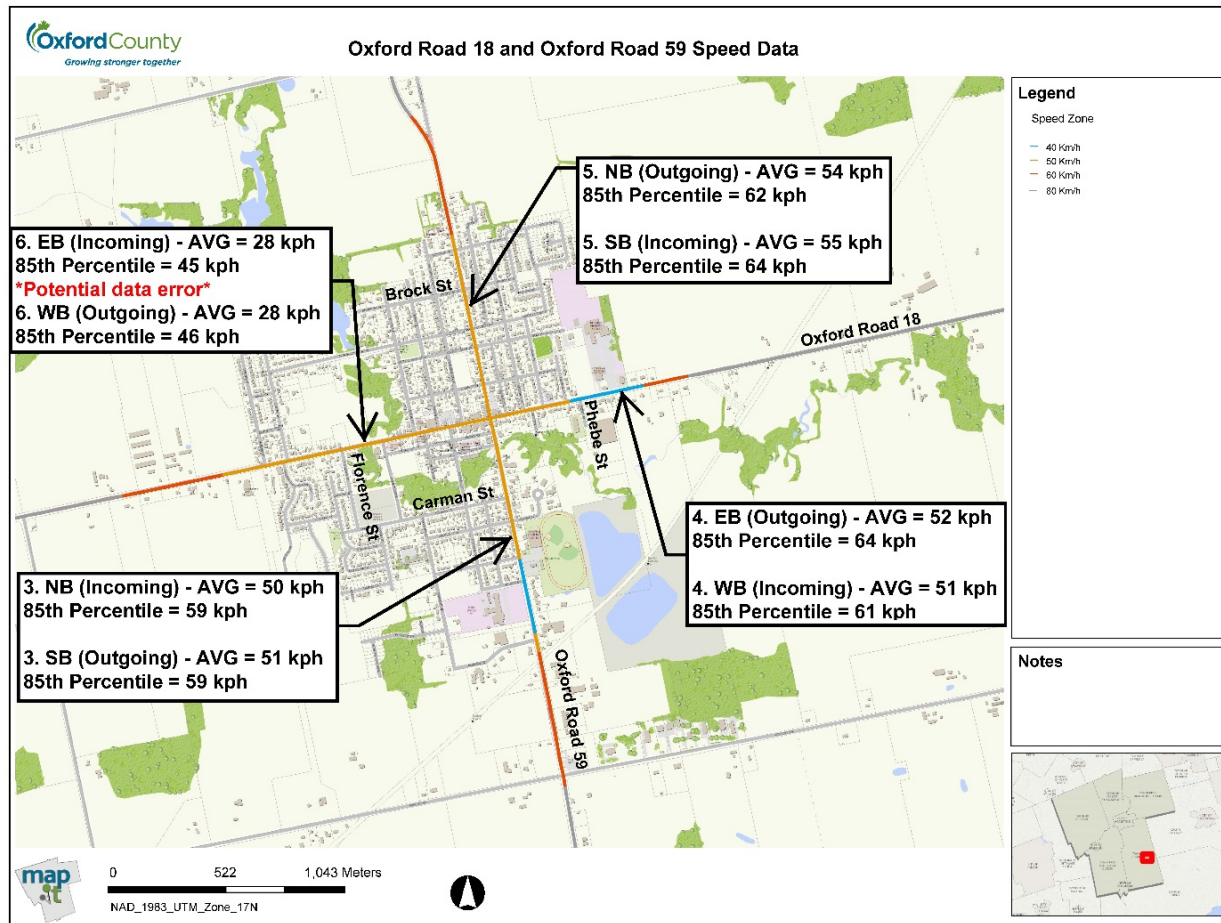 OxfordCounty
Growing stronger together
Oxford Road 18 and Oxford Road 59 Speed Data
Legend
Speed Zone
40 Km/h
50 Km/h
60 Km/h
80 Km/h
5. NB (Outgoing) - AVG = 54 kph
85th Percentile = 62 kph
5. SB (Incoming) - AVG = 55 kph
85th Percentile = 64 kph
6. EB (Incoming) - AVG = 28 kph
85th Percentile = 45 kph
*Potential data error*
6. WB (Outgoing) - AVG = 28 kph
85th Percentile = 46 kph
Brock St
Oxford Road 18
Phebe St
Florence St
Carman St
4. EB (Outgoing) - AVG = 52 kph
85th Percentile = 64 kph
4. WB (Incoming) - AVG = 51 kph
85th Percentile = 61 kph
3. NB (Incoming) - AVG = 50 kph
85th Percentile = 59 kph
3. SB (Outgoing) - AVG = 51 kph
85th Percentile = 59 kph
Oxford Road 59
Notes
map it
0 522 1,043 Meters
NAD_1983_UTM_Zone_17N